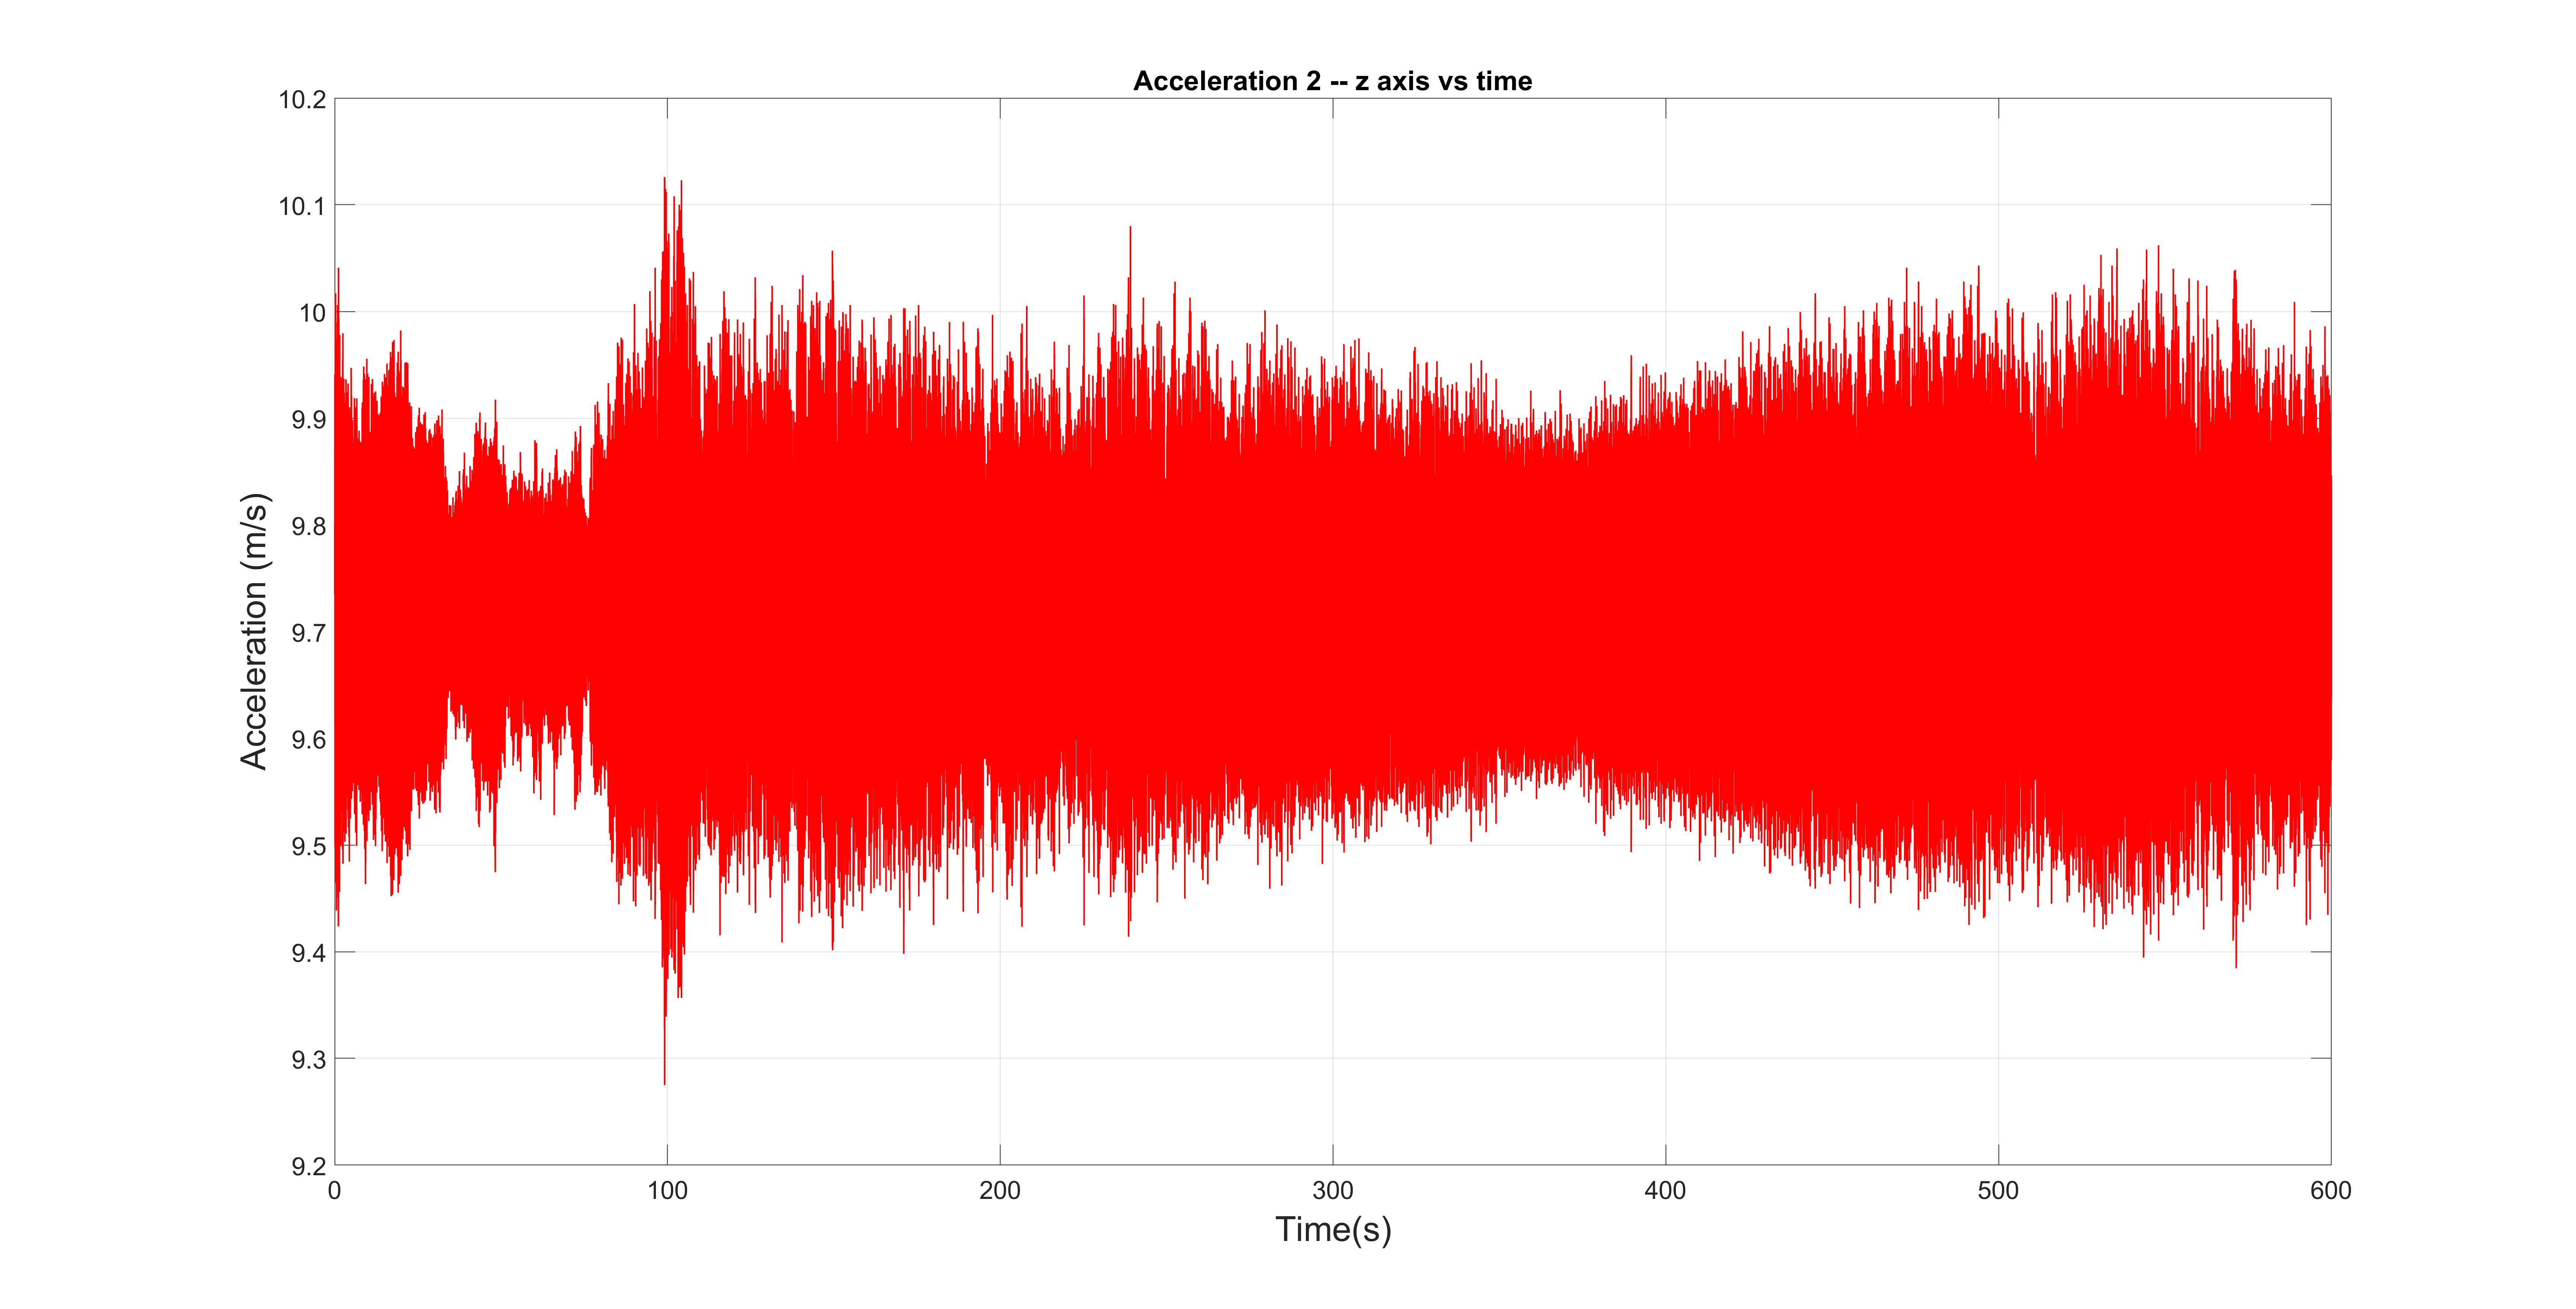 Acceleration 2 -- z axis vs time
10.2
10.1
10
9.9
9.8
9.7
9.6
9.5
9.4
9.3
9.2
Acceleration (m/s)
0 100 200 300 400 500 600
Time(s)